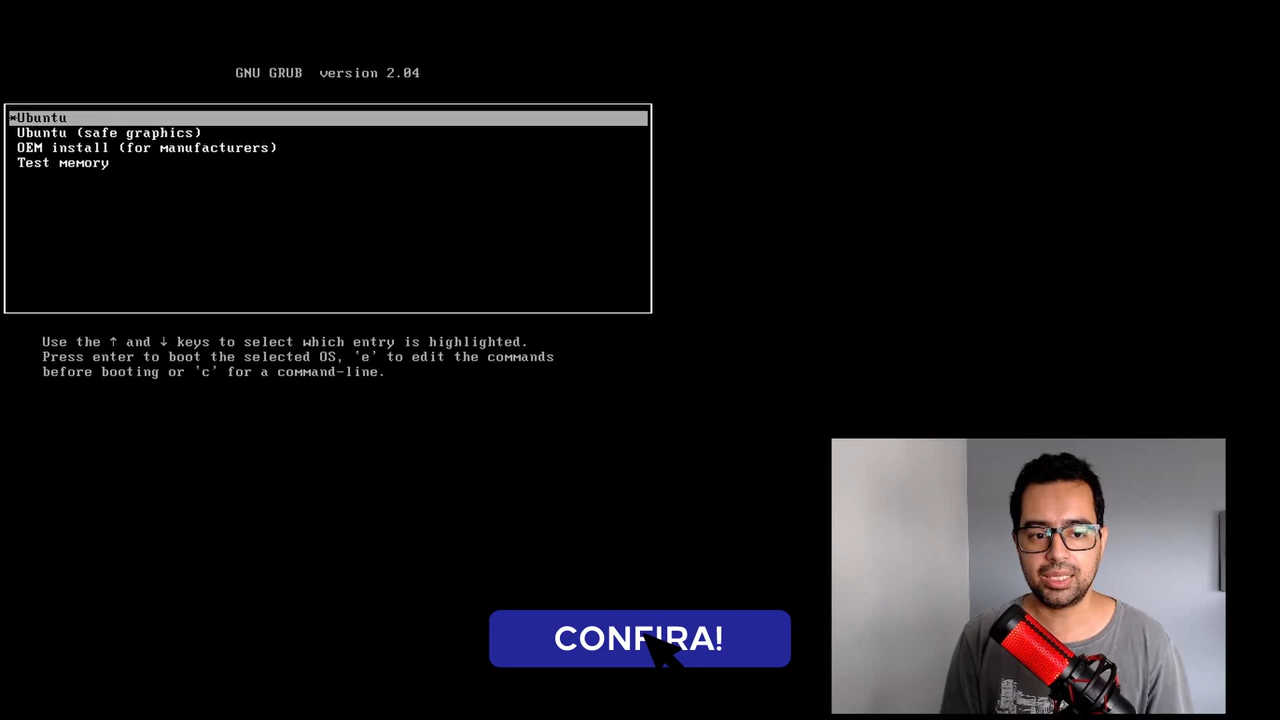 GNU GRUB  version 2.04
*Ubuntu
Ubuntu (safe graphics)
OEM install (for manufacturers)
Test memory
Use the ↑ and ↓ keys to select which entry is highlighted.
Press enter to boot the selected OS, `e' to edit the commands
before booting or `c' for a command-line.
CONFIRA!